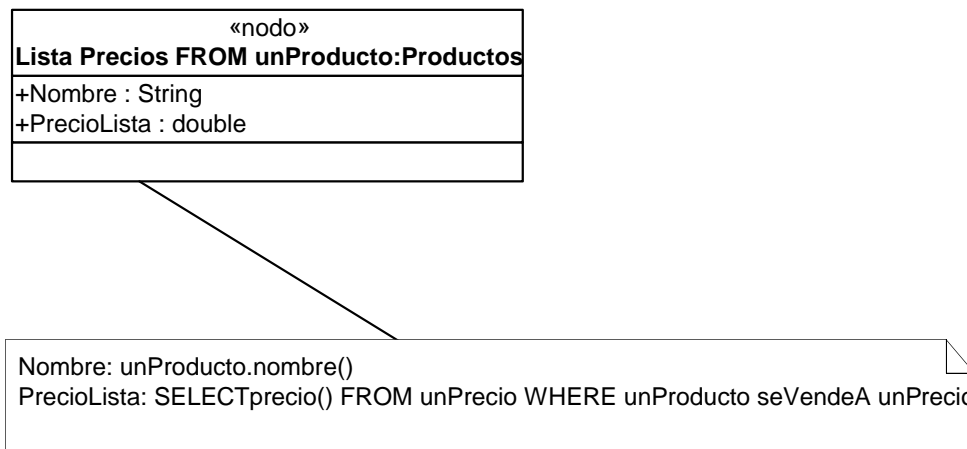 «nodo»
Lista Precios FROM unProducto:Productos
+Nombre : String
+PrecioLista : double
Nombre: unProducto.nombre()
PrecioLista: SELECTprecio() FROM unPrecio WHERE unProducto seVendeA unPrecio